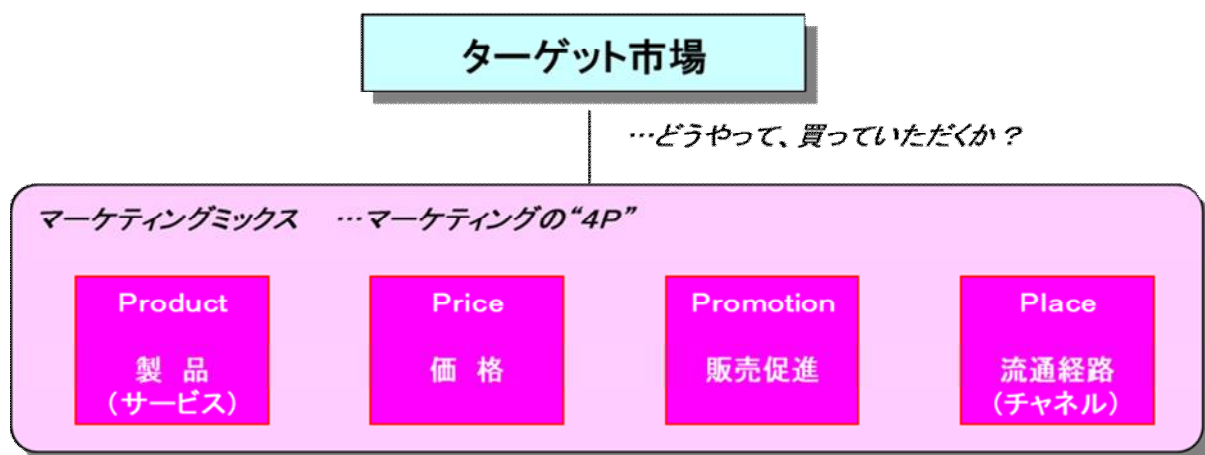 ターゲット市場
…どうやって、買っていただくか？
マーケティングミックス …マーケティングの“4P”
Product
製 品
（サービス）
Price
価 格
Promotion
販売促進
Place
流通経路
（チャネル）